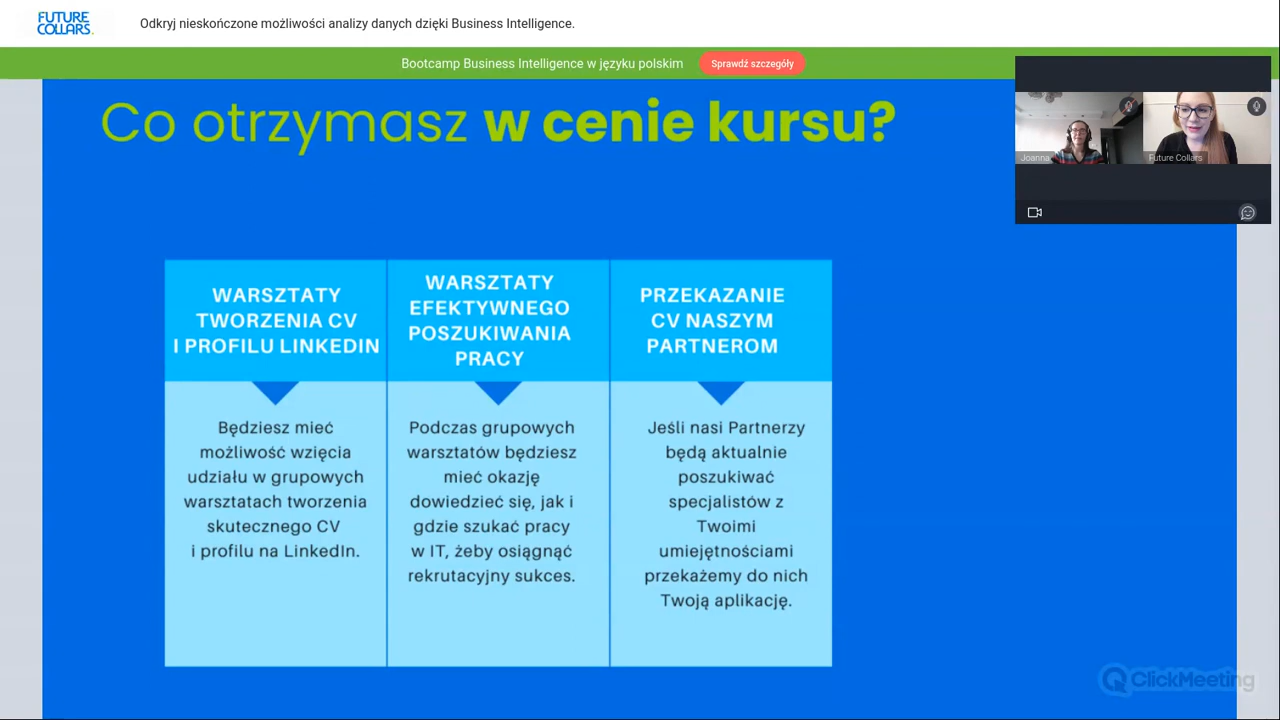 FUTURE
COLLARS.
Odkryj nieskończone możliwości analizy danych dzięki Business Intelligence.
Bootcamp Business Intelligence w języku polskim
Sprawdź szczegóły
Co otrzymasz w cenie kursu?
Joanna
Future Collars
WARSZTATY
TWORZENIA CV
I PROFILU LINKEDIN
Będziesz mieć
możliwość wzięcia
udziału w grupowych
warsztatach tworzenia
skutecznego CV
i profilu na LinkedIn.
WARSZTATY
EFEKTYWNEGO
POSZUKIWANIA
PRACY
Podczas grupowych
warsztatów będziesz
mieć okazję
dowiedzieć się, jak i
gdzie szukać pracy
w IT, żeby osiągnąć
rekrutacyjny sukces.
PRZEKAZANIE
CV NASZYM
PARTNEROM
Jeśli nasi Partnerzy
będą aktualnie
poszukiwać
specjalistów z
Twoimi
umiejętnościami
przekażemy do nich
Twoją aplikację.
ClickMeeting